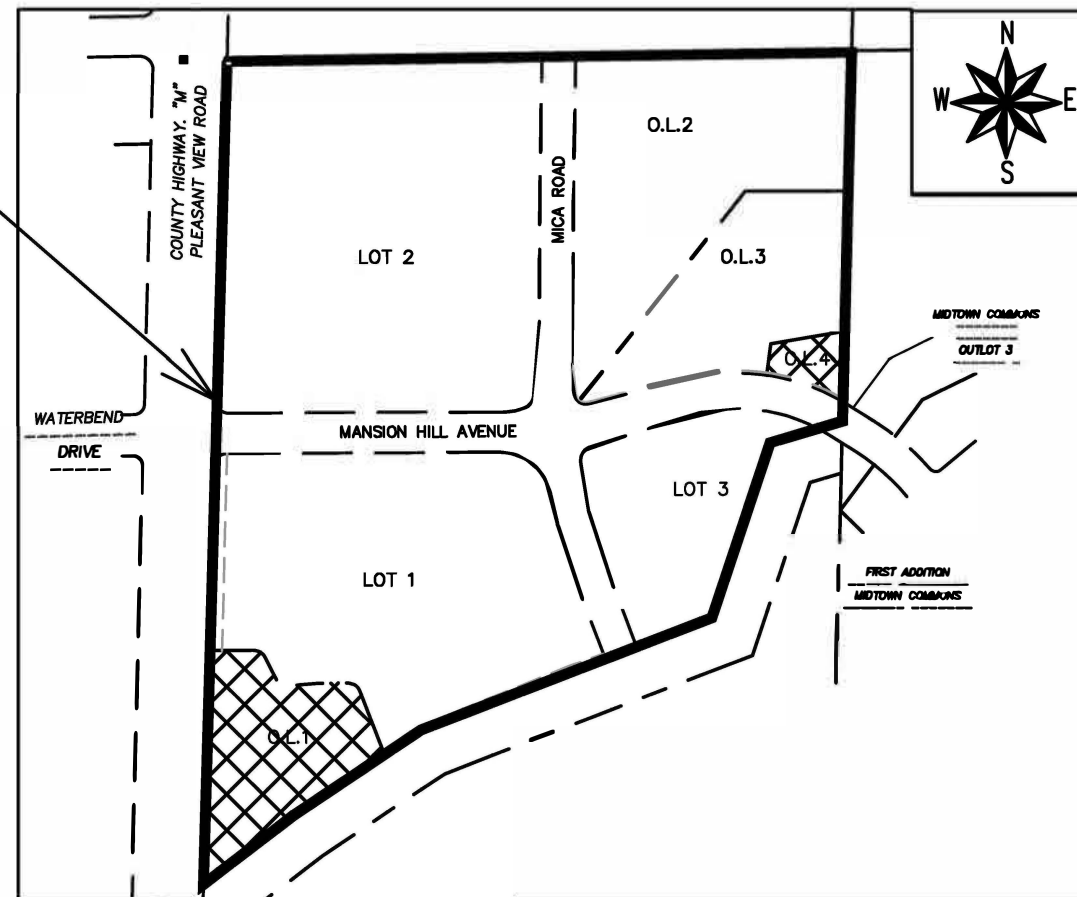 N
W E
S
COUNTY HIGHWAY. "M"
PLEASANT VIEW ROAD
MICA ROAD
O.L.2
LOT 2
O.L.3
MIDTOWN COMMONS
OUTLOT 3
O.L.4
WATERBEND
DRIVE
MANSION HILL AVENUE
LOT 3
LOT 1
FIRST ADDITION
MIDTOWN COMMONS
O.L.1